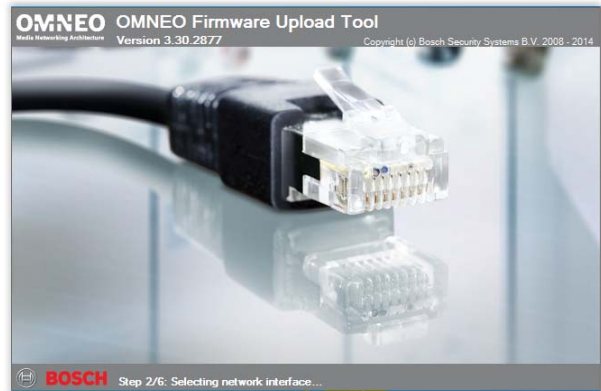 OMNEO OMNEO Firmware Upload Tool
Media Networking Architecture Version 3.30.2877
Copyright (c) Bosch Security Systems B.V. 2008 - 2014
BOSCH Step 2/6: Selecting network interface...